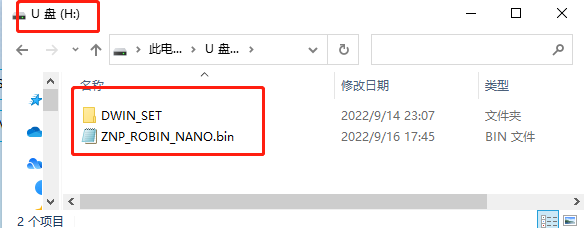 U 盘 (H:)
此电... U 盘...
名称 修改日期 类型
DWIN_SET 2022/9/14 23:07 文件夹
ZNP_ROBIN_NANO.bin 2022/9/16 17:45 BIN 文件
2 个项目